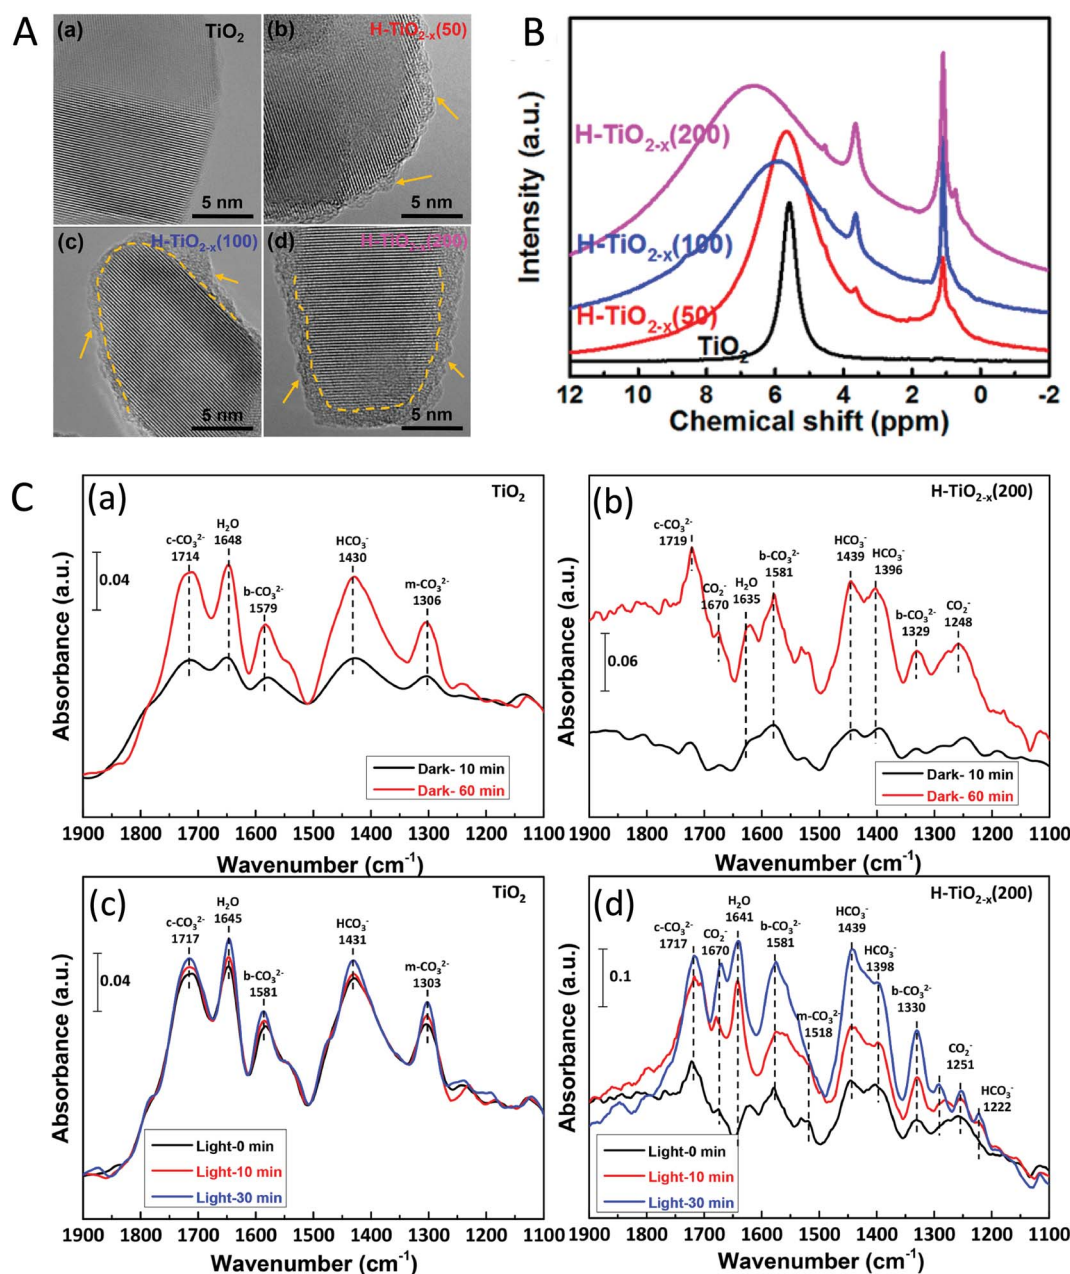 A
(a)
TiO₂
5 nm
(b)
H-TiO₂₋ₓ(50)
5 nm
(c)
H-TiO₂₋ₓ(100)
5 nm
(d)
5 nm
B
Intensity (a.u.)
H-TiO₂₋ₓ(200)
H-TiO₂₋ₓ(100)
H-TiO₂₋ₓ(50)
TiO₂
12 10 8 6 4 2 0 -2
Chemical shift (ppm)
C
(a)
TiO₂
Absorbance (a.u.)
0.04
c-CO₃²⁻
1714
H₂O
1648
b-CO₃²⁻
1579
HCO₃⁻
1430
m-CO₃²⁻
1306
Dark- 10 min
Dark- 60 min
1900 1800 1700 1600 1500 1400 1300 1200 1100
Wavenumber (cm⁻¹)
(b)
H-TiO₂₋ₓ(200)
Absorbance (a.u.)
0.06
c-CO₃²⁻
1719
CO₂⁻
1670
H₂O
1635
b-CO₃²⁻
1581
HCO₃⁻
1439
HCO₃⁻
1396
b-CO₃²⁻
1329
CO₂⁻
1248
Dark- 10 min
Dark- 60 min
1900 1800 1700 1600 1500 1400 1300 1200 1100
Wavenumber (cm⁻¹)
(c)
TiO₂
Absorbance (a.u.)
0.04
c-CO₃²⁻
1717
H₂O
1645
b-CO₃²⁻
1581
HCO₃⁻
1431
m-CO₃²⁻
1303
Light-0 min
Light-10 min
Light-30 min
1900 1800 1700 1600 1500 1400 1300 1200 1100
Wavenumber (cm⁻¹)
(d)
H-TiO₂₋ₓ(200)
Absorbance (a.u.)
0.1
c-CO₃²⁻
1717
CO₂⁻
1670
H₂O
1641
b-CO₃²⁻
1581
m-CO₃²⁻
1518
HCO₃⁻
1439
HCO₃⁻
1398
b-CO₃²⁻
1330
CO₂⁻
1251
HCO₃⁻
1222
Light-0 min
Light-10 min
Light-30 min
1900 1800 1700 1600 1500 1400 1300 1200 1100
Wavenumber (cm⁻¹)